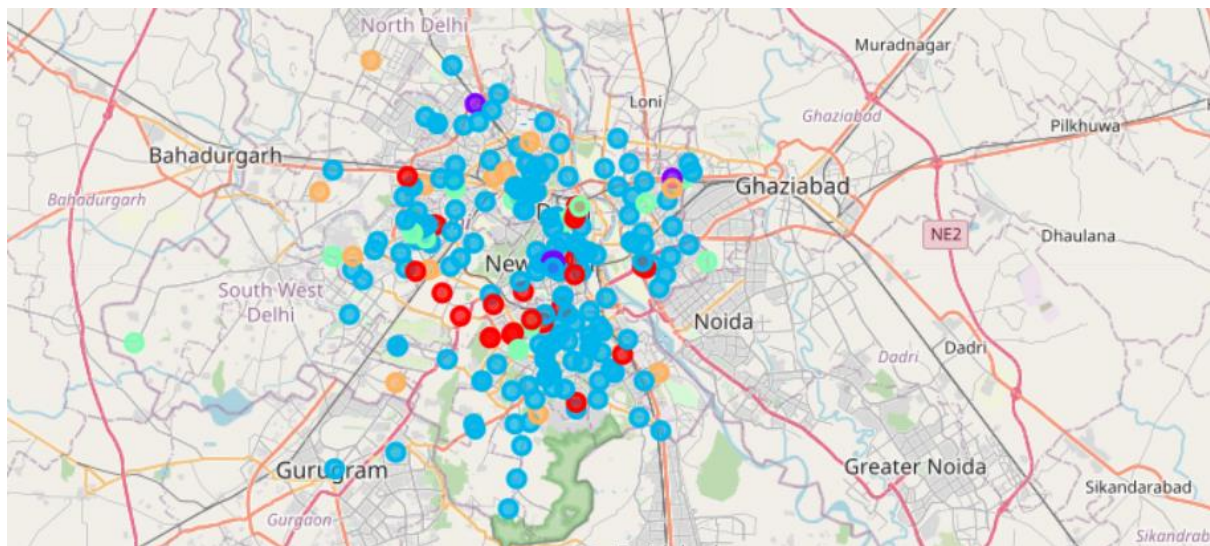 North Delhi
Muradnagar
Loni
Ghaziabad
Pilkhuwa
Bahadurgarh
Ghaziabad
Bahadurgarh
NE2
Dhaulana
New
South West
Delhi
Noida
Dadri
Dadri
Gurugram
Greater Noida
Sikandarabad
Gurgaon
Sikandrab